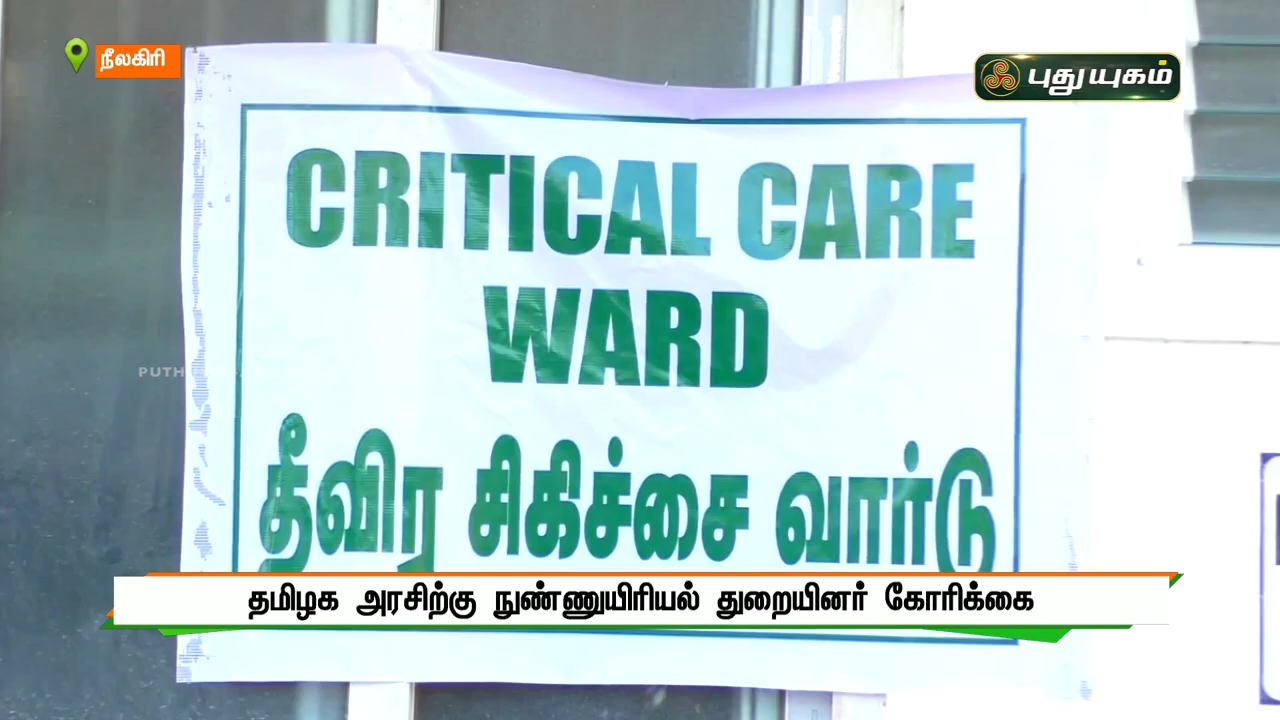 நீலகிரி
புதுயுகம்
CRITICAL CARE
WARD
தீவிர சிகிச்சை வார்டு
தமிழக அரசிற்கு நுண்ணுயிரியல் துறையினர் கோரிக்கை